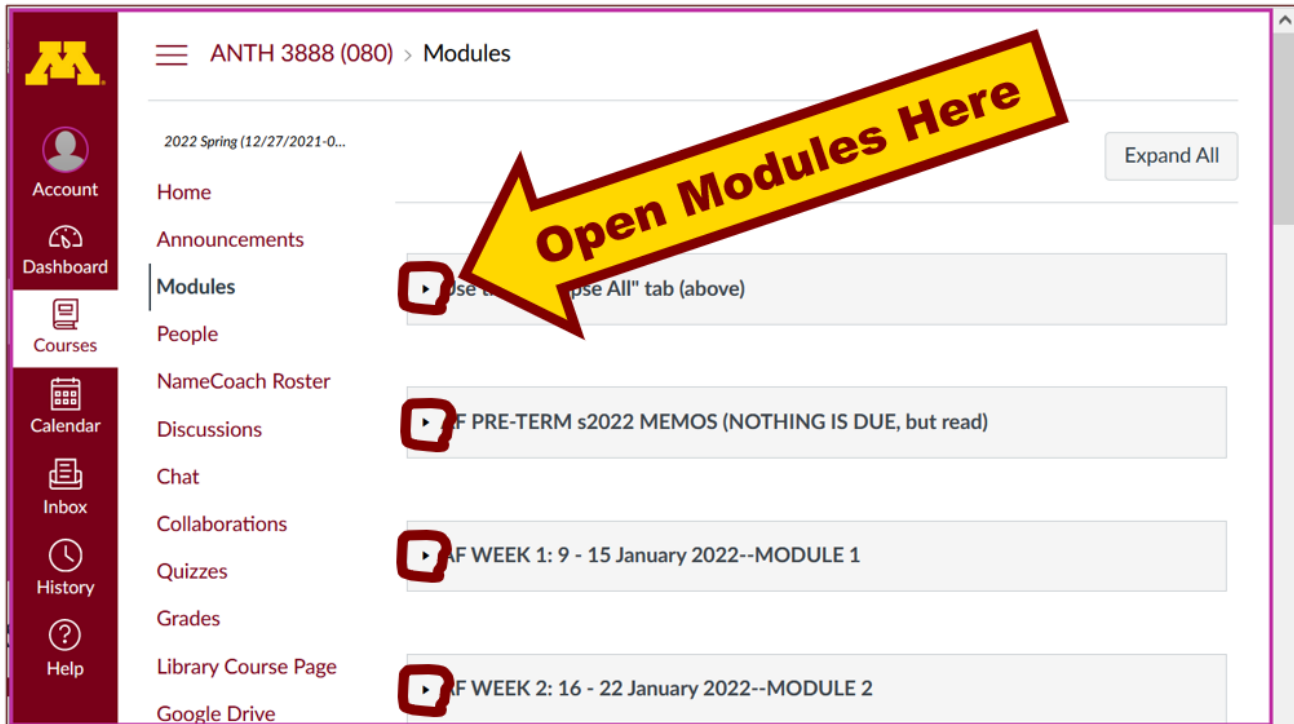 M
ANTH 3888 (080) > Modules
Account
Dashboard
Courses
Calendar
Inbox
History
Help
2022 Spring (12/27/2021-0...
Home
Announcements
Modules
People
NameCoach Roster
Discussions
Chat
Collaborations
Quizzes
Grades
Library Course Page
Google Drive
Open Modules Here
Expand All
All" tab (above)
PRE-TERM s2022 MEMOS (NOTHING IS DUE, but read)
AF WEEK 1: 9 - 15 January 2022--MODULE 1
AF WEEK 2: 16 - 22 January 2022--MODULE 2